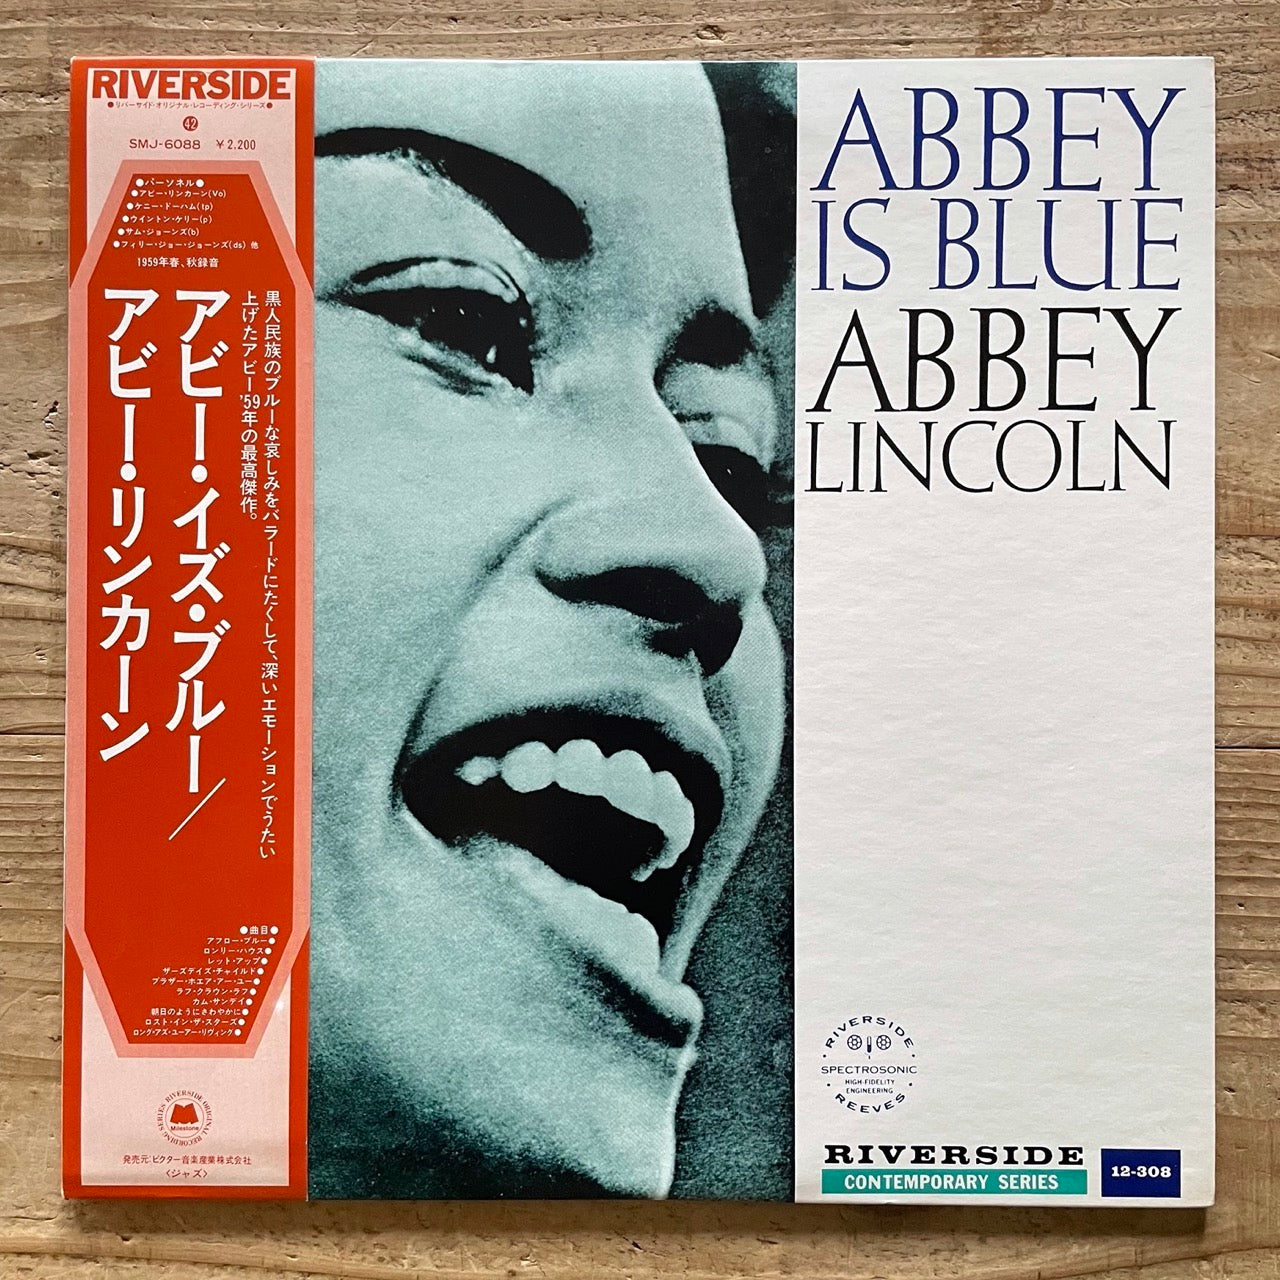 RIVERSIDE
●リバーサイド・オリジナル・レコーディング・シリーズ●
42
SMJ-6088 ¥2,200
●パーソネル●
●アビー・リンカーン(Vo)
●ケニー・ドーハム(tp)
●ウイントン・ケリー(p)
●サム・ジョーンズ(b)
●フィリー・ジョー・ジョーンズ(ds) 他
1959年春、秋録音
黒人民族のブルーな哀しみをバラードにたくして、深いエモーションでうたい
上げたアビー'59年の最高傑作。
アビー・イズ・ブルー/
アビー・リンカーン
●曲目●
アフロー・ブルー●
ロンリー・ハウス●
レット・アップ●
サーズデイズ・チャイルド●
ブラザー・ホエア・アー・ユー●
ラフ・クラウン・ラフ●
カム・サンデイ●
朝日のようにさわやかに●
ロスト・イン・ザ・スターズ●
ロング・アズ・ユーアー・リヴィング●
RIVERSIDE ORIGINAL RECORDING SERIES
Milestone
発売元:ビクター音楽産業株式会社
〈ジャズ〉
ABBEY
IS BLUE
ABBEY
LINCOLN
RIVERSIDE
SPECTROSONIC
HIGH-FIDELITY
ENGINEERING
REEVES
RIVERSIDE
CONTEMPORARY SERIES
12-308